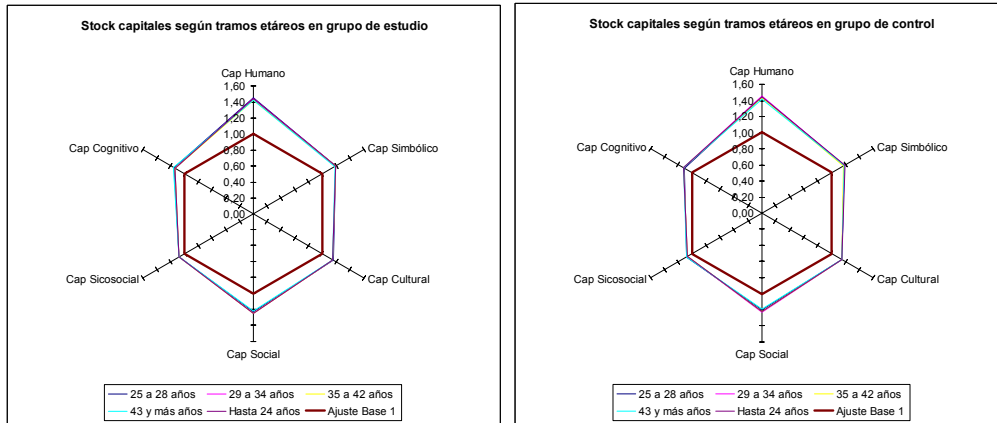 Stock capitales según tramos etáreos en grupo de estudio
Cap Humano
1,60
1,40
1,20
1,00
0,80
0,60
0,40
0,20
0,00
Cap Cognitivo
Cap Simbólico
Cap Sicosocial
Cap Cultural
Cap Social
25 a 28 años
29 a 34 años
35 a 42 años
43 y más años
Hasta 24 años
Ajuste Base 1
Stock capitales según tramos etáreos en grupo de control
Cap Humano
1,60
1,40
1,20
1,00
0,80
0,60
0,40
0,20
0,00
Cap Cognitivo
Cap Simbólico
Cap Sicosocial
Cap Cultural
Cap Social
25 a 28 años
29 a 34 años
35 a 42 años
43 y más años
Hasta 24 años
Ajuste Base 1